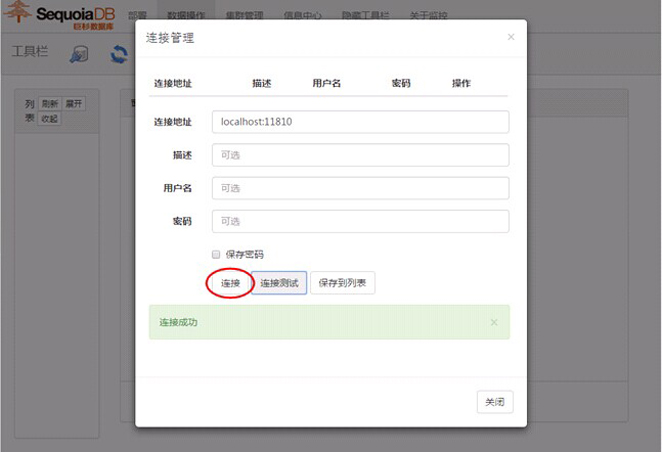 SequoiaDB
巨杉数据库
部署 数据操作 集群管理 信息中心 隐藏工具栏 关于监控
工具栏
连接管理 ×
列表 刷新 展开 收起
连接地址 描述 用户名 密码 操作
连接地址 localhost:11810
描述 可选
用户名 可选
密码 可选
保存密码
连接 连接测试 保存到列表
连接成功 ×
关闭